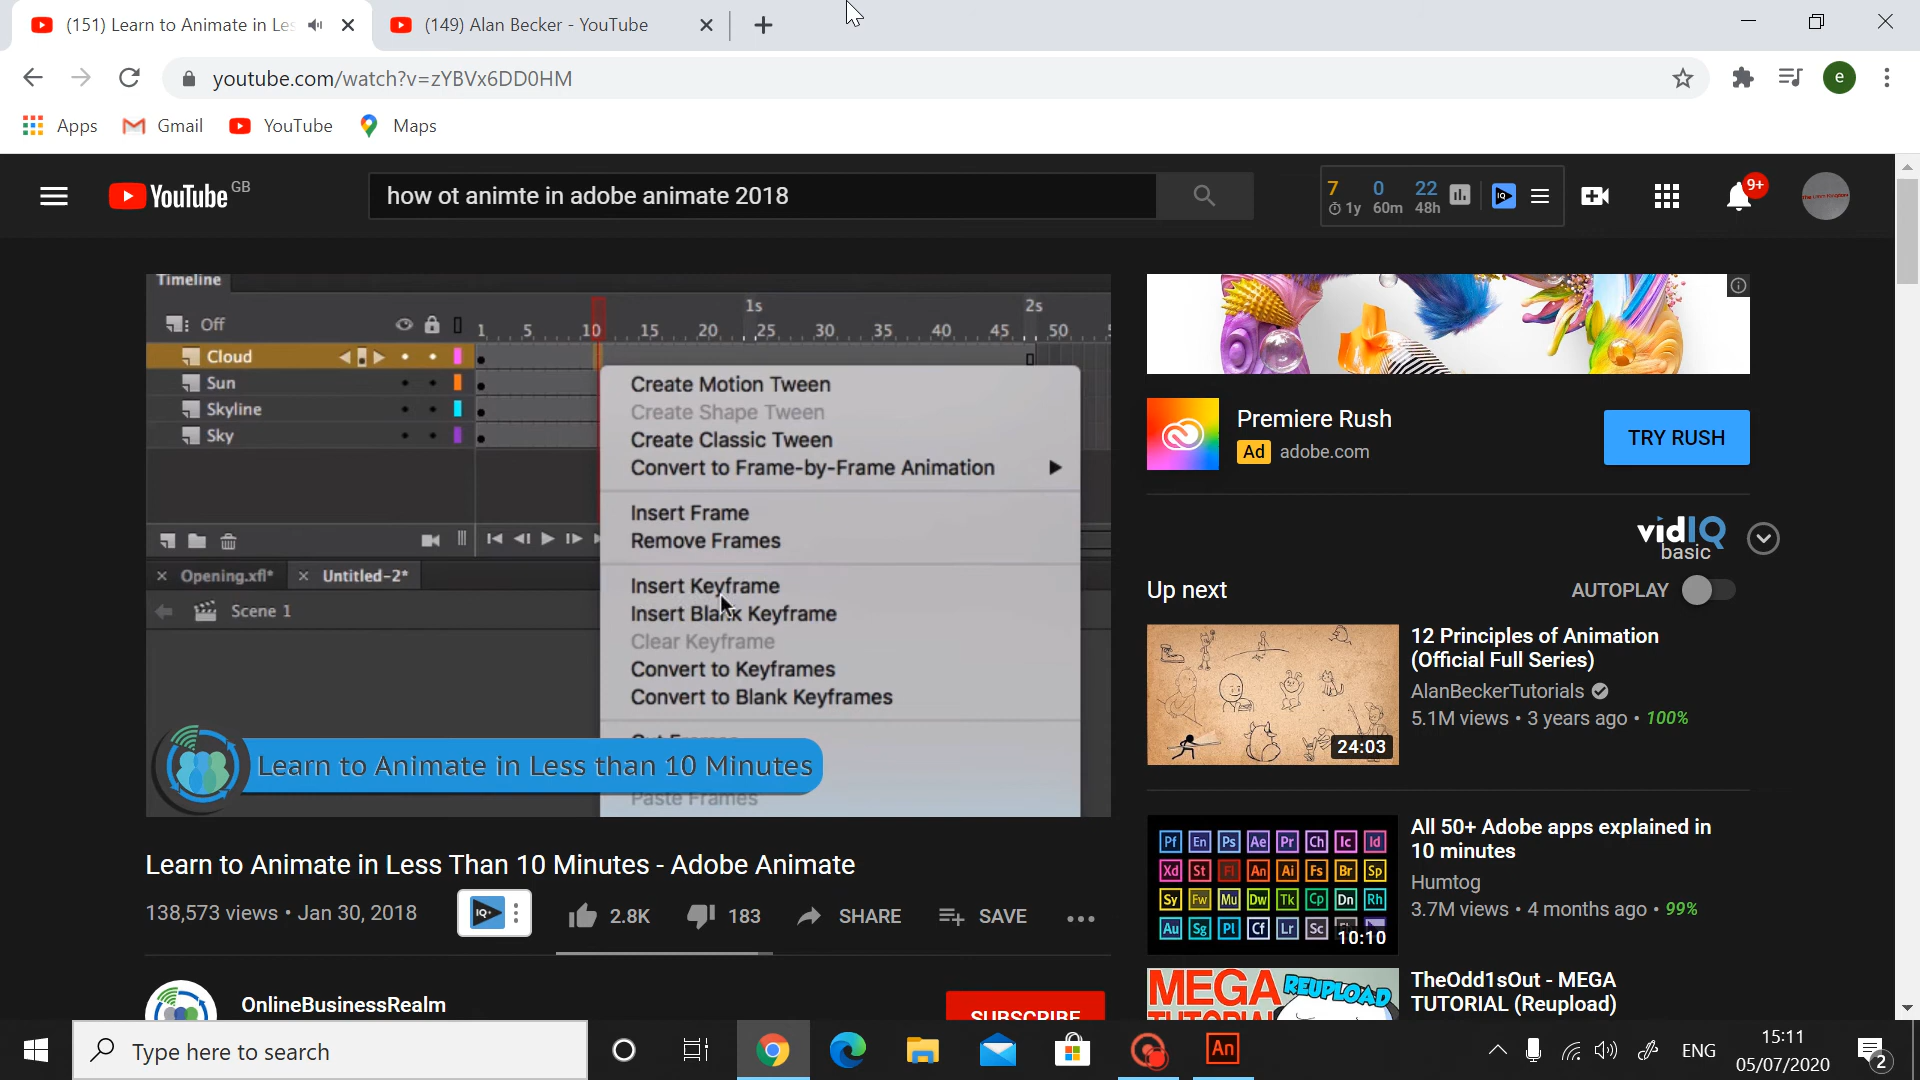 (151) Learn to Animate in Les
(149) Alan Becker - YouTube
youtube.com/watch?v=zYBVx6DD0HM
e
Apps
Gmail
YouTube
Maps
YouTube GB
how ot animte in adobe animate 2018
7 0 22
1y 60m 48h
IQ
9+
Timeline
1s 2s
Off
1 5 10 15 20 25 30 35 40 45 50
Cloud
Sun
Skyline
Sky
Create Motion Tween
Create Shape Tween
Create Classic Tween
Convert to Frame-by-Frame Animation
Insert Frame
Remove Frames
Insert Keyframe
Insert Blank Keyframe
Clear Keyframe
Convert to Keyframes
Convert to Blank Keyframes
Cut Frames
Paste Frames
Opening.xfl*
Untitled-2*
Scene 1
Learn to Animate in Less than 10 Minutes
Learn to Animate in Less Than 10 Minutes - Adobe Animate
138,573 views • Jan 30, 2018
IQ
2.8K
183
SHARE
SAVE
OnlineBusinessRealm
SUBSCRIBE
Premiere Rush
Ad adobe.com
TRY RUSH
vidIQ
basic
Up next
AUTOPLAY
24:03
12 Principles of Animation
(Official Full Series)
AlanBeckerTutorials
5.1M views • 3 years ago • 100%
Pf En Ps Ae Pr Ch Ic Id
Xd St Fl An Ai Fs Br Sp
Sy Fw Mu Dw Tk Cp Dn Rh
Au Sg Pl Cf Lr Sc
10:10
All 50+ Adobe apps explained in
10 minutes
Humtog
3.7M views • 4 months ago • 99%
MEGA REUPLOAD
TUTORIAL
TheOdd1sOut - MEGA
TUTORIAL (Reupload)
Type here to search
An
ENG
15:11
05/07/2020
2